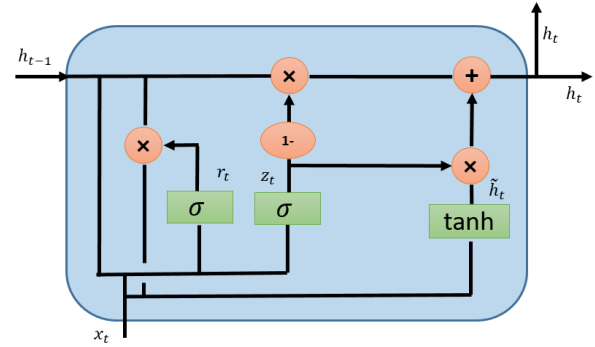 h_t
h_{t-1}
×
+
h_t
1-
×
r_t
z_t
×
h̃_t
σ
σ
tanh
x_t